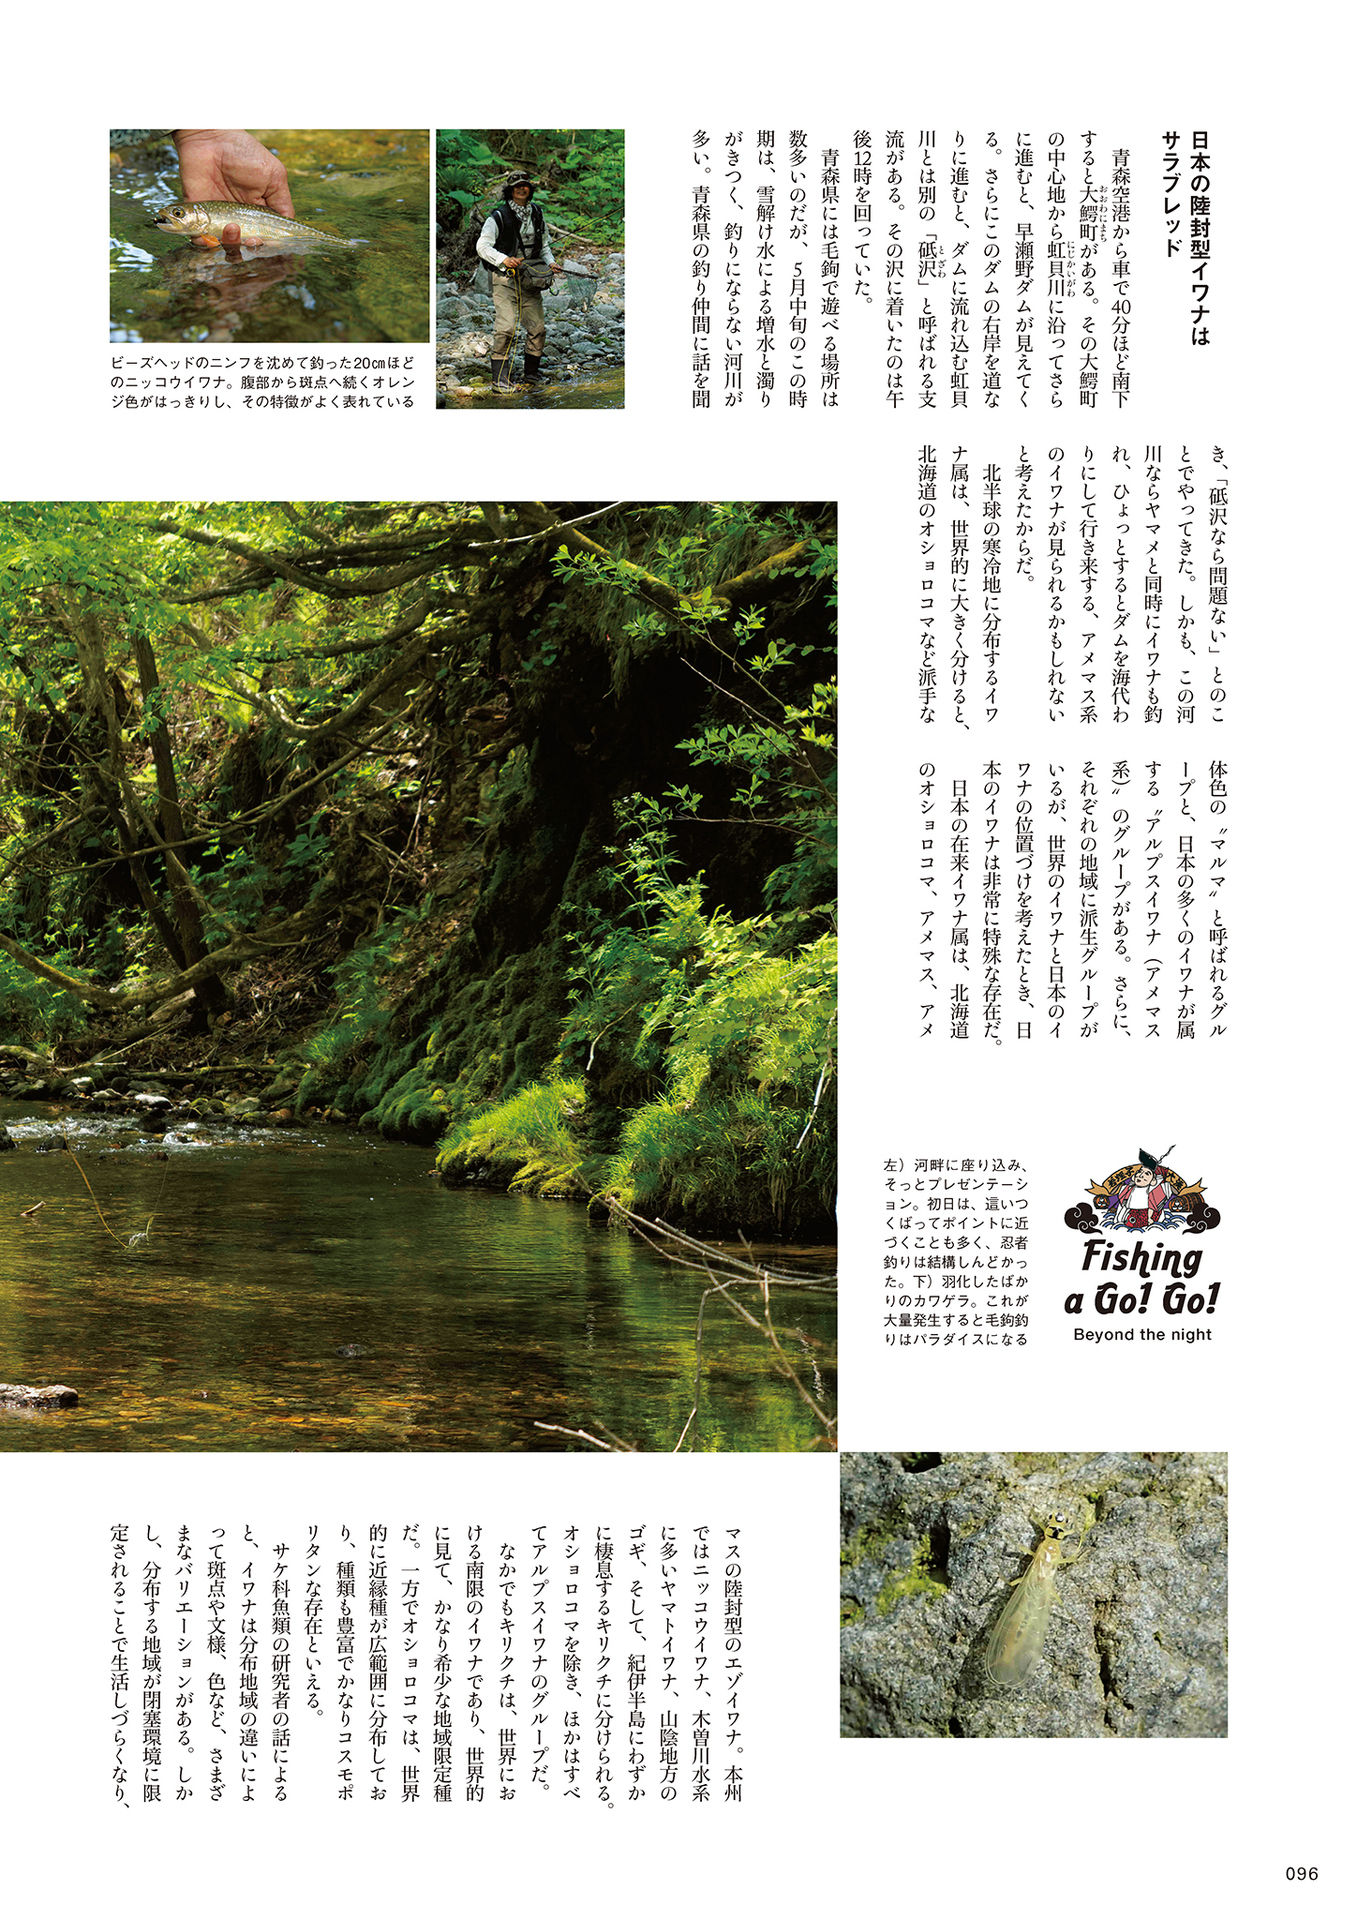 日本の陸封型イワナは
サラブレッド
青森空港から車で40分ほど南下
すると大鰐町がある。その大鰐町
おおわにまち
の中心地から虹貝川に沿ってさら
にじかいがわ
に進むと、早瀬野ダムが見えてく
る。さらにこのダムの右岸を道な
りに進むと、ダムに流れ込む虹貝
川とは別の「砥沢」と呼ばれる支
とざわ
流がある。その沢に着いたのは午
後12時を回っていた。
青森県には毛鉤で遊べる場所は
数多いのだが、5月中旬のこの時
期は、雪解け水による増水と濁り
がきつく、釣りにならない河川が
多い。青森県の釣り仲間に話を聞
き、「砥沢なら問題ない」とのこ
とでやってきた。しかも、この河
川ならヤマメと同時にイワナも釣
れ、ひょっとするとダムを海代わ
りにして行き来する、アメマス系
のイワナが見られるかもしれない
と考えたからだ。
北半球の寒冷地に分布するイワ
ナ属は、世界的に大きく分けると、
北海道のオショロコマなど派手な
体色の〝マルマ〟と呼ばれるグル
ープと、日本の多くのイワナが属
する〝アルプスイワナ（アメマス
系）〟のグループがある。さらに、
それぞれの地域に派生グループが
いるが、世界のイワナと日本のイ
ワナの位置づけを考えたとき、日
本のイワナは非常に特殊な存在だ。
日本の在来イワナ属は、北海道
のオショロコマ、アメマス、アメ
マスの陸封型のエゾイワナ。本州
ではニッコウイワナ、木曽川水系
に多いヤマトイワナ、山陰地方の
ゴギ、そして、紀伊半島にわずか
に棲息するキリクチに分けられる。
オショロコマを除き、ほかはすべ
てアルプスイワナのグループだ。
なかでもキリクチは、世界にお
ける南限のイワナであり、世界的
に見て、かなり希少な地域限定種
だ。一方でオショロコマは、世界
的に近縁種が広範囲に分布してお
り、種類も豊富でかなりコスモポ
リタンな存在といえる。
サケ科魚類の研究者の話による
と、イワナは分布地域の違いによ
って斑点や文様、色など、さまざ
まなバリエーションがある。しか
し、分布する地域が閉塞環境に限
定されることで生活しづらくなり、
ビーズヘッドのニンフを沈めて釣った20㎝ほど
のニッコウイワナ。腹部から斑点へ続くオレン
ジ色がはっきりし、その特徴がよく表れている
左）河畔に座り込み、
そっとプレゼンテーシ
ョン。初日は、這いつ
くばってポイントに近
づくことも多く、忍者
釣りは結構しんどかっ
た。下）羽化したばか
りのカワゲラ。これが
大量発生すると毛鉤釣
りはパラダイスになる
Fishing
a Go! Go!
Beyond the night
096